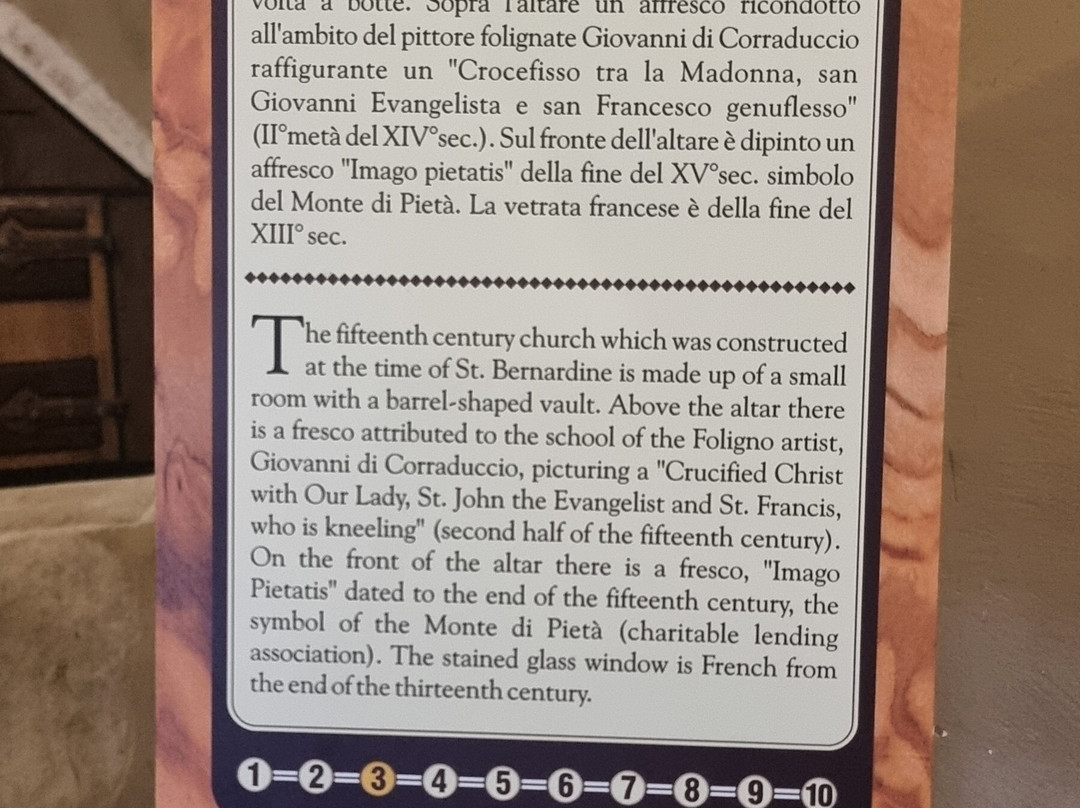 volta a botte. Sopra l'altare un affresco ricondotto
all'ambito del pittore folignate Giovanni di Corraduccio
raffigurante un "Crocefisso tra la Madonna, san
Giovanni Evangelista e san Francesco genuflesso"
(II°metà del XIV°sec.). Sul fronte dell'altare è dipinto un
affresco "Imago pietatis" della fine del XV°sec. simbolo
del Monte di Pietà. La vetrata francese è della fine del
XIII° sec.
The fifteenth century church which was constructed
at the time of St. Bernardine is made up of a small
room with a barrel-shaped vault. Above the altar there
is a fresco attributed to the school of the Foligno artist,
Giovanni di Corraduccio, picturing a "Crucified Christ
with Our Lady, St. John the Evangelist and St. Francis,
who is kneeling" (second half of the fifteenth century).
On the front of the altar there is a fresco, "Imago
Pietatis" dated to the end of the fifteenth century, the
symbol of the Monte di Pietà (charitable lending
association). The stained glass window is French from
the end of the thirteenth century.
1 2 3 4 5 6 7 8 9 10